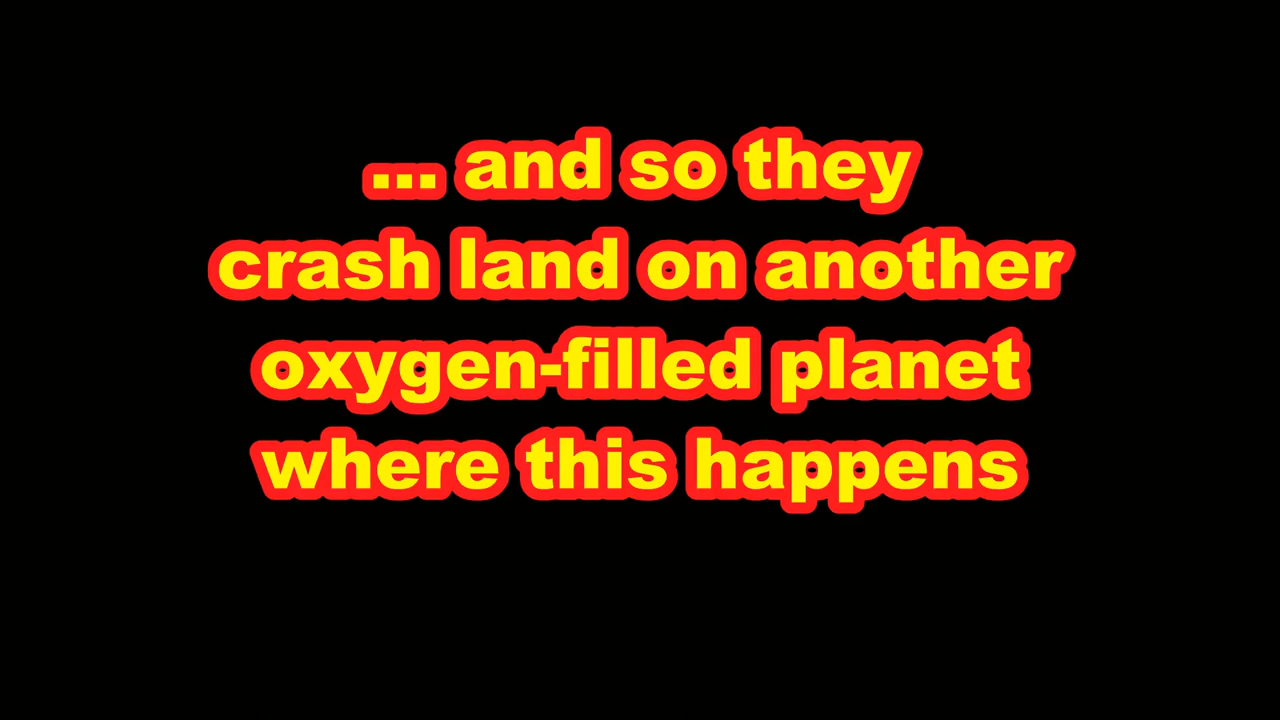 ... and so they
crash land on another
oxygen-filled planet
where this happens